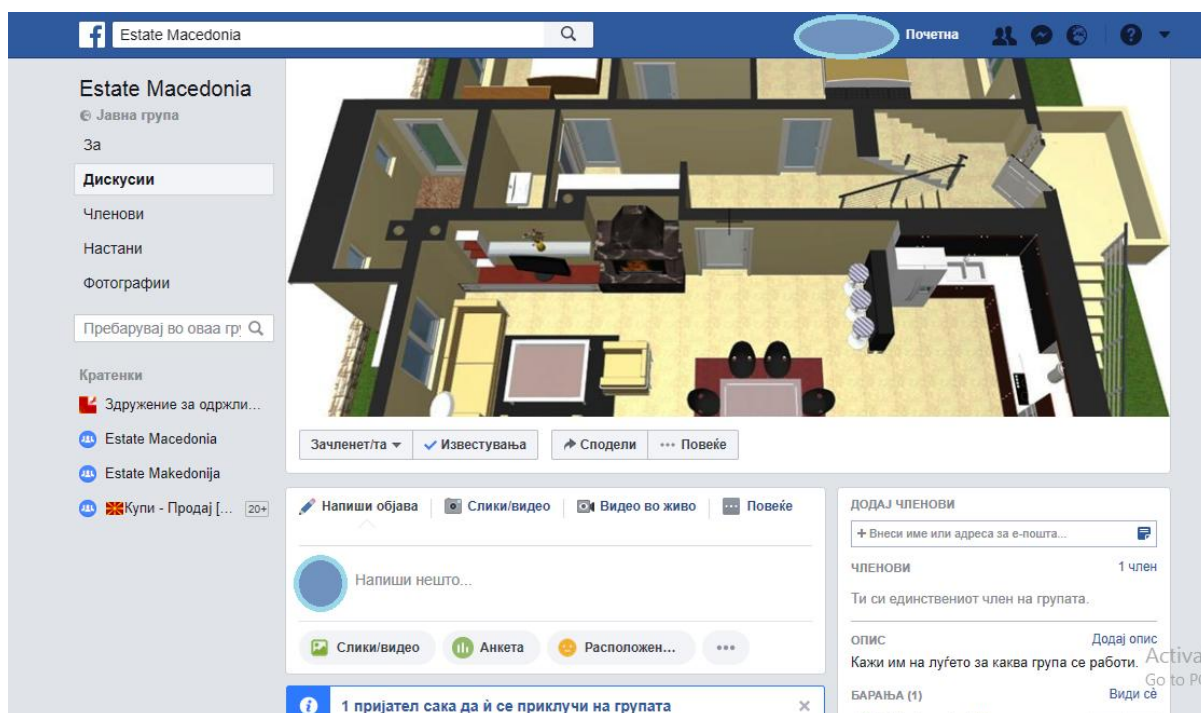 Estate Macedonia
Почетна
Estate Macedonia
Јавна група
За
Дискусии
Членови
Настани
Фотографии
Пребарувај во оваа гр
Кратенки
Здружение за одржли...
Estate Macedonia
Estate Makedonija
Купи - Продај [... 20+
Зачленет/та
Известувања
Сподели
Повеќе
Напиши објава
Слики/видео
Видео во живо
Повеќе
Напиши нешто...
Слики/видео
Анкета
Расположен...
1 пријател сака да ѝ се приклучи на групата
ДОДАЈ ЧЛЕНОВИ
+ Внеси име или адреса за е-пошта...
ЧЛЕНОВИ 1 член
Ти си единствениот член на групата.
ОПИС Додај опис
Кажи им на луѓето за каква група се работи.
БАРАЊА (1) Види сè
Activa
Go to PC